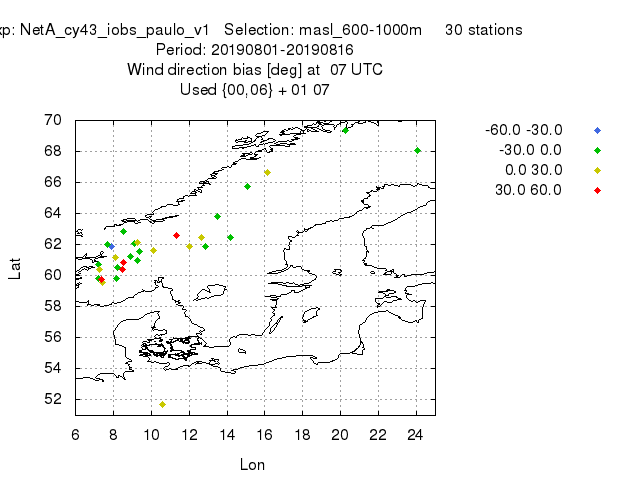 xp: NetA_cy43_iobs_paulo_v1 Selection: masl_600-1000m 30 stations
Period: 20190801-20190816
Wind direction bias [deg] at 07 UTC
Used {00,06} + 01 07
-60.0 -30.0
-30.0 0.0
0.0 30.0
30.0 60.0
70
68
66
64
62
60
58
56
54
52
Lat
6 8 10 12 14 16 18 20 22 24
Lon